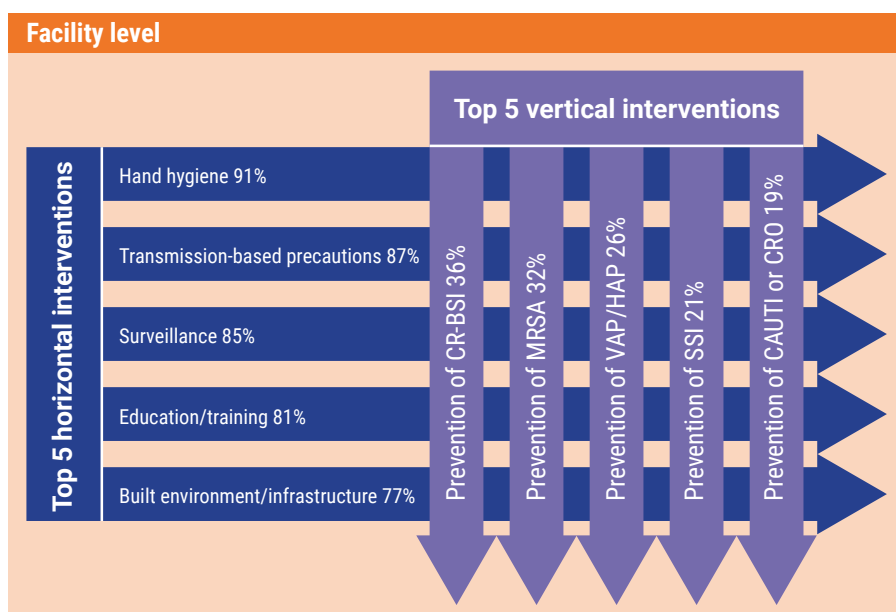 Facility level
Top 5 vertical interventions
Top 5 horizontal interventions
Hand hygiene 91%
Transmission-based precautions 87%
Surveillance 85%
Education/training 81%
Built environment/infrastructure 77%
Prevention of CR-BSI 36%
Prevention of MRSA 32%
Prevention of VAP/HAP 26%
Prevention of SSI 21%
Prevention of CAUTI or CRO 19%